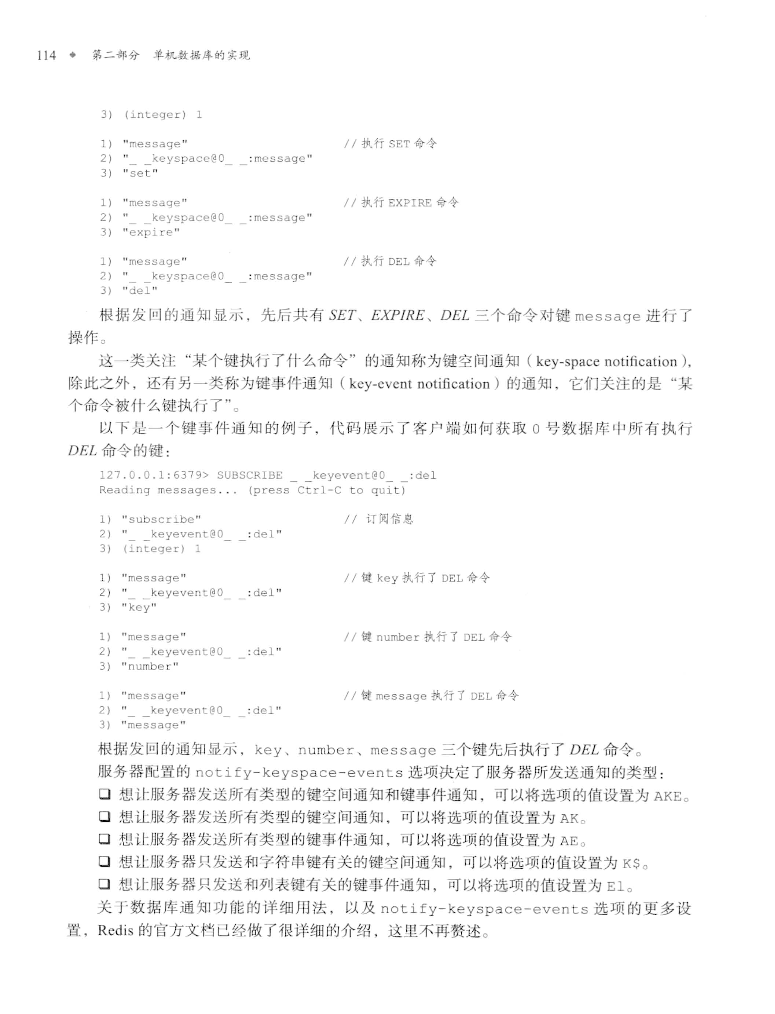 114 ❖ 第二部分 单机数据库的实现
3) (integer) 1
1) "message" // 执行 SET 命令
2) "_ _keyspace@0_ _:message"
3) "set"
1) "message" // 执行 EXPIRE 命令
2) "_ _keyspace@0_ _:message"
3) "expire"
1) "message" // 执行 DEL 命令
2) "_ _keyspace@0_ _:message"
3) "del"
根据发回的通知显示，先后共有 SET、EXPIRE、DEL 三个命令对键 message 进行了
操作。
这一类关注“某个键执行了什么命令”的通知称为键空间通知（key-space notification），
除此之外，还有另一类称为键事件通知（key-event notification）的通知，它们关注的是“某
个命令被什么键执行了”。
以下是一个键事件通知的例子，代码展示了客户端如何获取 0 号数据库中所有执行
DEL 命令的键：
127.0.0.1:6379> SUBSCRIBE _ _keyevent@0_ _:del
Reading messages... (press Ctrl-C to quit)
1) "subscribe" // 订阅信息
2) "_ _keyevent@0_ _:del"
3) (integer) 1
1) "message" // 键 key 执行了 DEL 命令
2) "_ _keyevent@0_ _:del"
3) "key"
1) "message" // 键 number 执行了 DEL 命令
2) "_ _keyevent@0_ _:del"
3) "number"
1) "message" // 键 message 执行了 DEL 命令
2) "_ _keyevent@0_ _:del"
3) "message"
根据发回的通知显示，key、number、message 三个键先后执行了 DEL 命令。
服务器配置的 notify-keyspace-events 选项决定了服务器所发送通知的类型：
❑ 想让服务器发送所有类型的键空间通知和键事件通知，可以将选项的值设置为 AKE。
❑ 想让服务器发送所有类型的键空间通知，可以将选项的值设置为 AK。
❑ 想让服务器发送所有类型的键事件通知，可以将选项的值设置为 AE。
❑ 想让服务器只发送和字符串键有关的键空间通知，可以将选项的值设置为 K$。
❑ 想让服务器只发送和列表键有关的键事件通知，可以将选项的值设置为 El。
关于数据库通知功能的详细用法，以及 notify-keyspace-events 选项的更多设
置，Redis 的官方文档已经做了很详细的介绍，这里不再赘述。